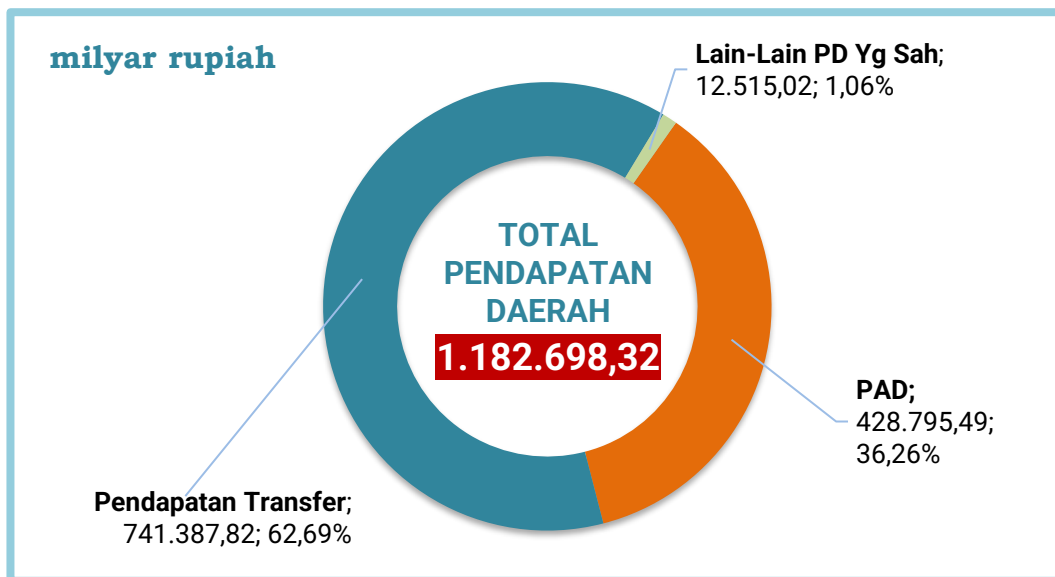 milyar rupiah
Lain-Lain PD Yg Sah;
12.515,02; 1,06%
TOTAL
PENDAPATAN
DAERAH
1.182.698,32
PAD;
428.795,49;
36,26%
Pendapatan Transfer;
741.387,82; 62,69%